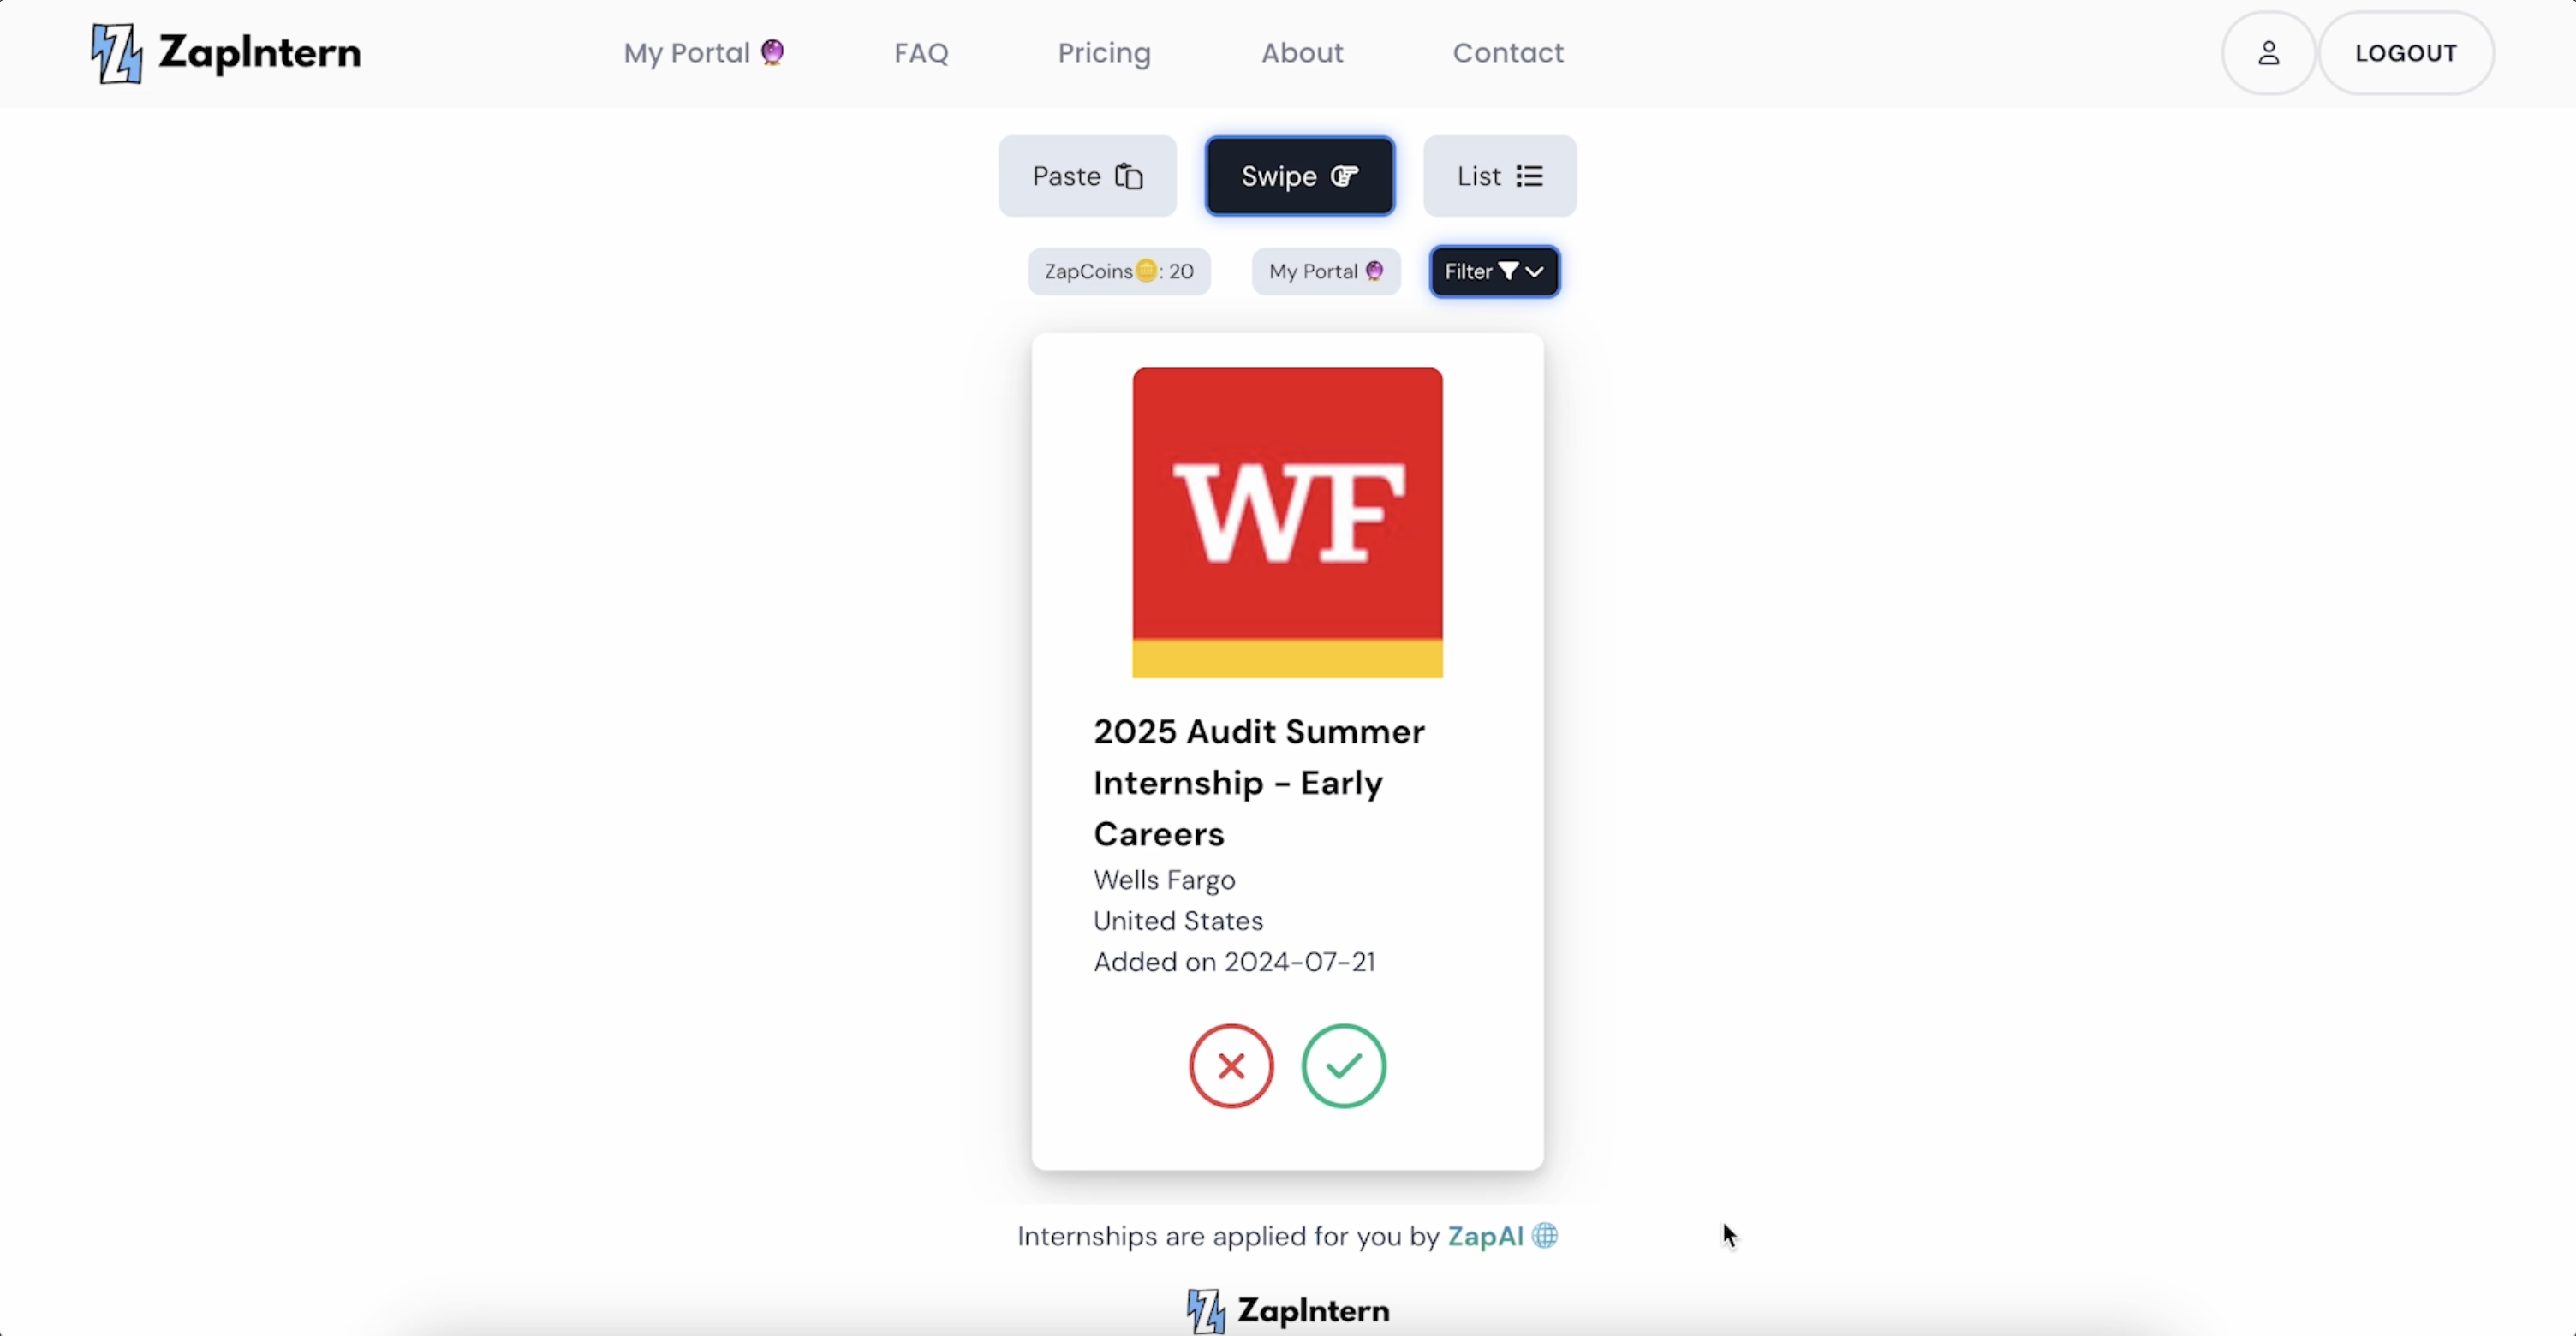 ZapIntern
My Portal 🔮
FAQ
Pricing
About
Contact
LOGOUT
Paste
Swipe
List
ZapCoins🪙: 20
My Portal 🔮
Filter
WF
2025 Audit Summer
Internship - Early
Careers
Wells Fargo
United States
Added on 2024-07-21
Internships are applied for you by ZapAI 🌐
ZapIntern